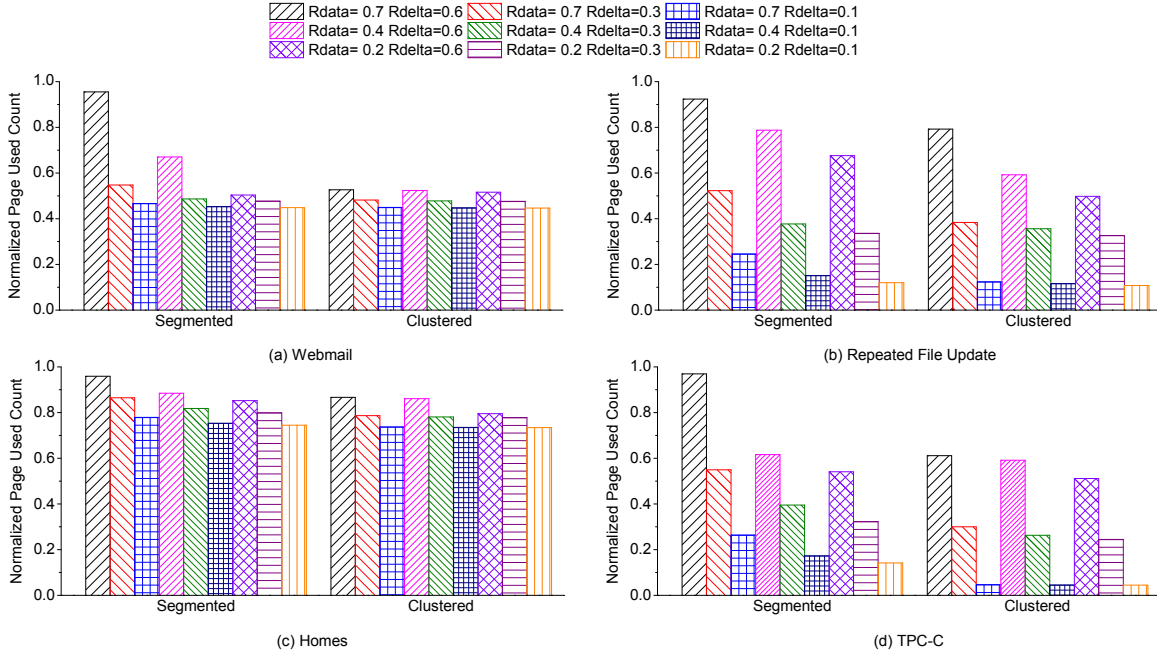 Rdata= 0.7 Rdelta=0.6 Rdata= 0.7 Rdelta=0.3 Rdata= 0.7 Rdelta=0.1
Rdata= 0.4 Rdelta=0.6 Rdata= 0.4 Rdelta=0.3 Rdata= 0.4 Rdelta=0.1
Rdata= 0.2 Rdelta=0.6 Rdata= 0.2 Rdelta=0.3 Rdata= 0.2 Rdelta=0.1
Normalized Page Used Count
1.0
0.8
0.6
0.4
0.2
0.0
Segmented Clustered
(a) Webmail
Normalized Page Used Count
1.0
0.8
0.6
0.4
0.2
0.0
Segmented Clustered
(b) Repeated File Update
Normalized Page Used Count
1.0
0.8
0.6
0.4
0.2
0.0
Segmented Clustered
(c) Homes
Normalized Page Used Count
1.0
0.8
0.6
0.4
0.2
0.0
Segmented Clustered
(d) TPC-C